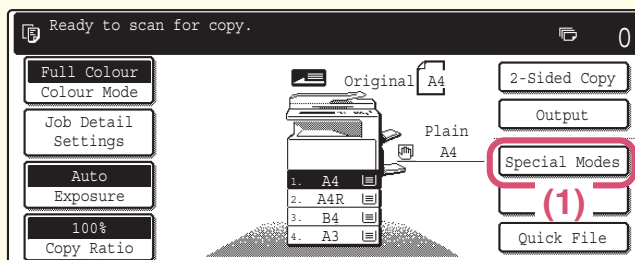 Ready to scan for copy.
0
Full Colour
Colour Mode
Job Detail
Settings
Auto
Exposure
100%
Copy Ratio
Original A4
Plain
A4
1. A4
2. A4R
3. B4
4. A3
2-Sided Copy
Output
Special Modes
(1)
Quick File